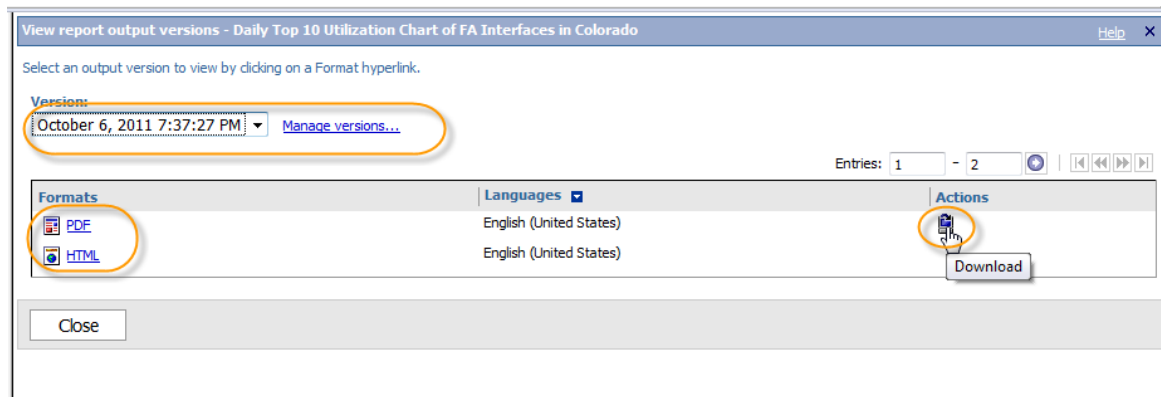 View report output versions - Daily Top 10 Utilization Chart of FA Interfaces in Colorado Help
Select an output version to view by clicking on a Format hyperlink.
Version:
October 6, 2011 7:37:27 PM Manage versions...
Entries: 1 - 2
Formats Languages Actions
PDF English (United States)
HTML English (United States)
Download
Close